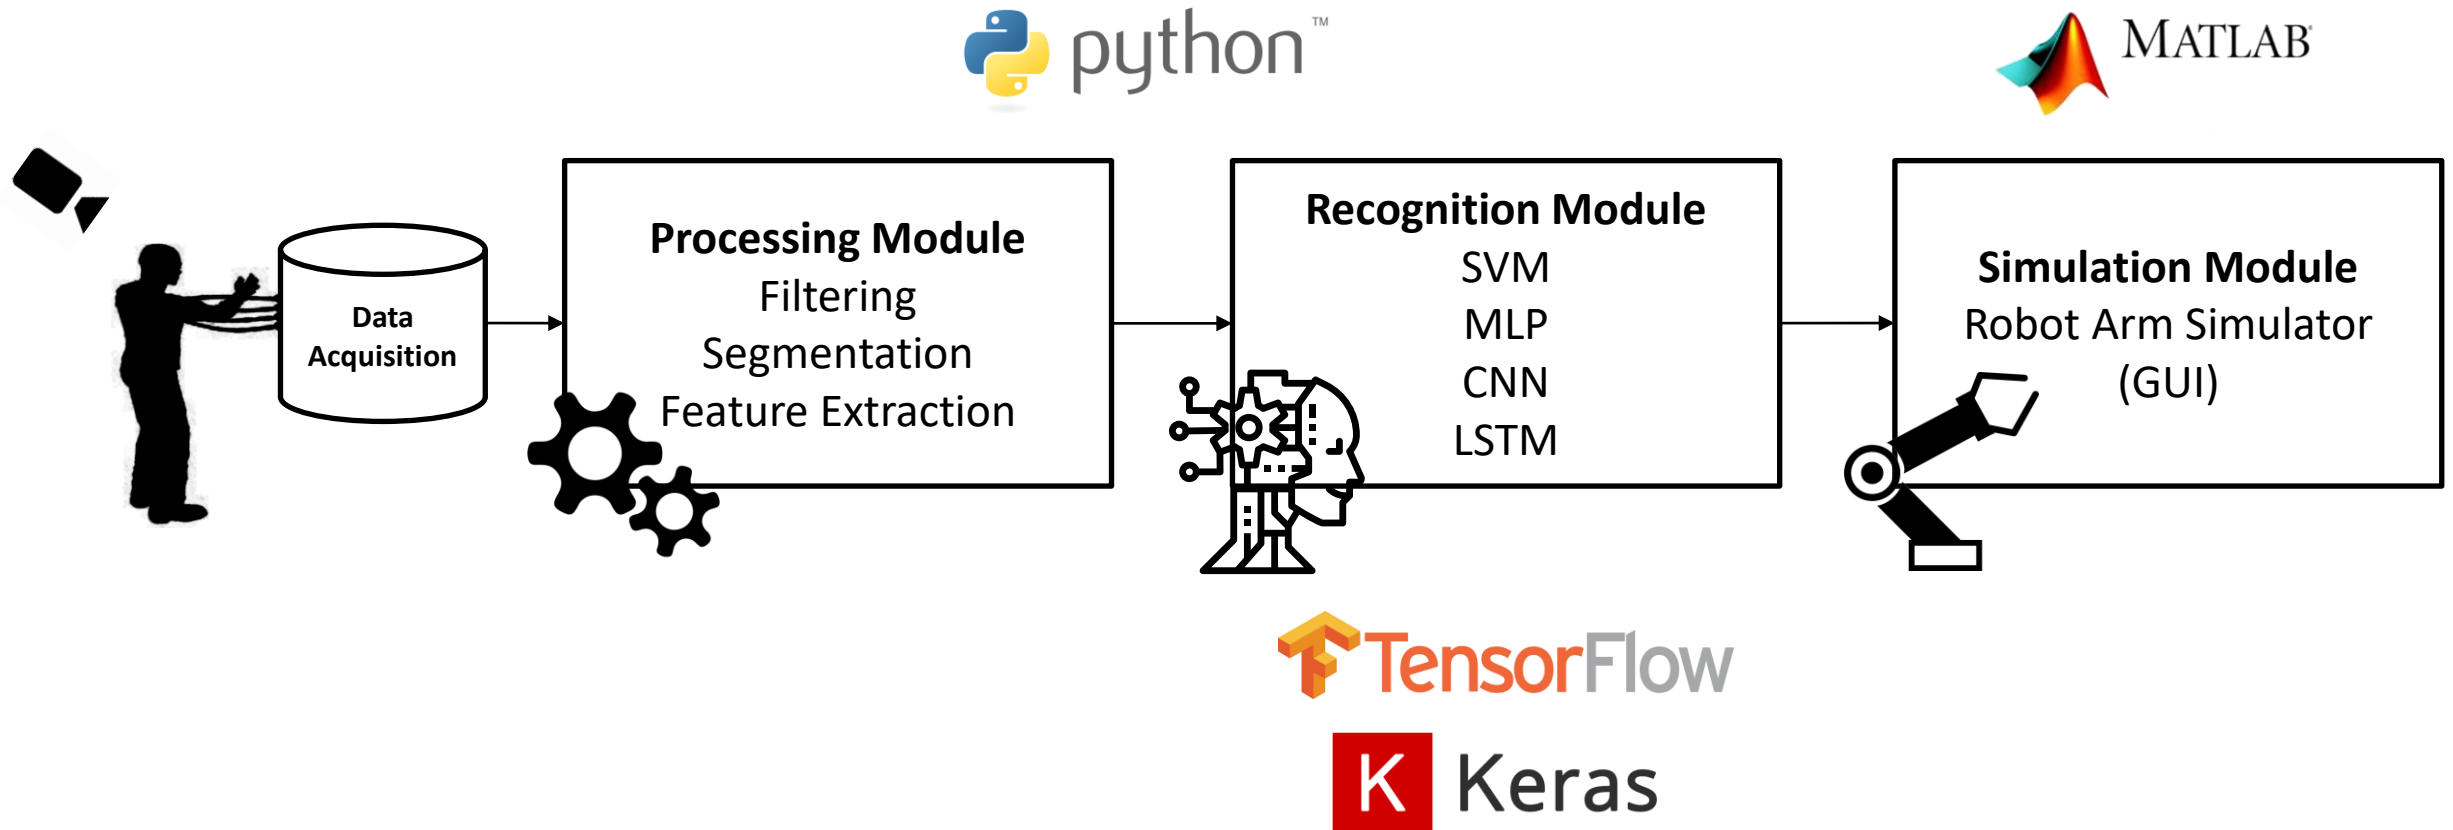 python™
MATLAB®
Data
Acquisition
Processing Module
Filtering
Segmentation
Feature Extraction
Recognition Module
SVM
MLP
CNN
LSTM
Simulation Module
Robot Arm Simulator
(GUI)
TensorFlow
K Keras